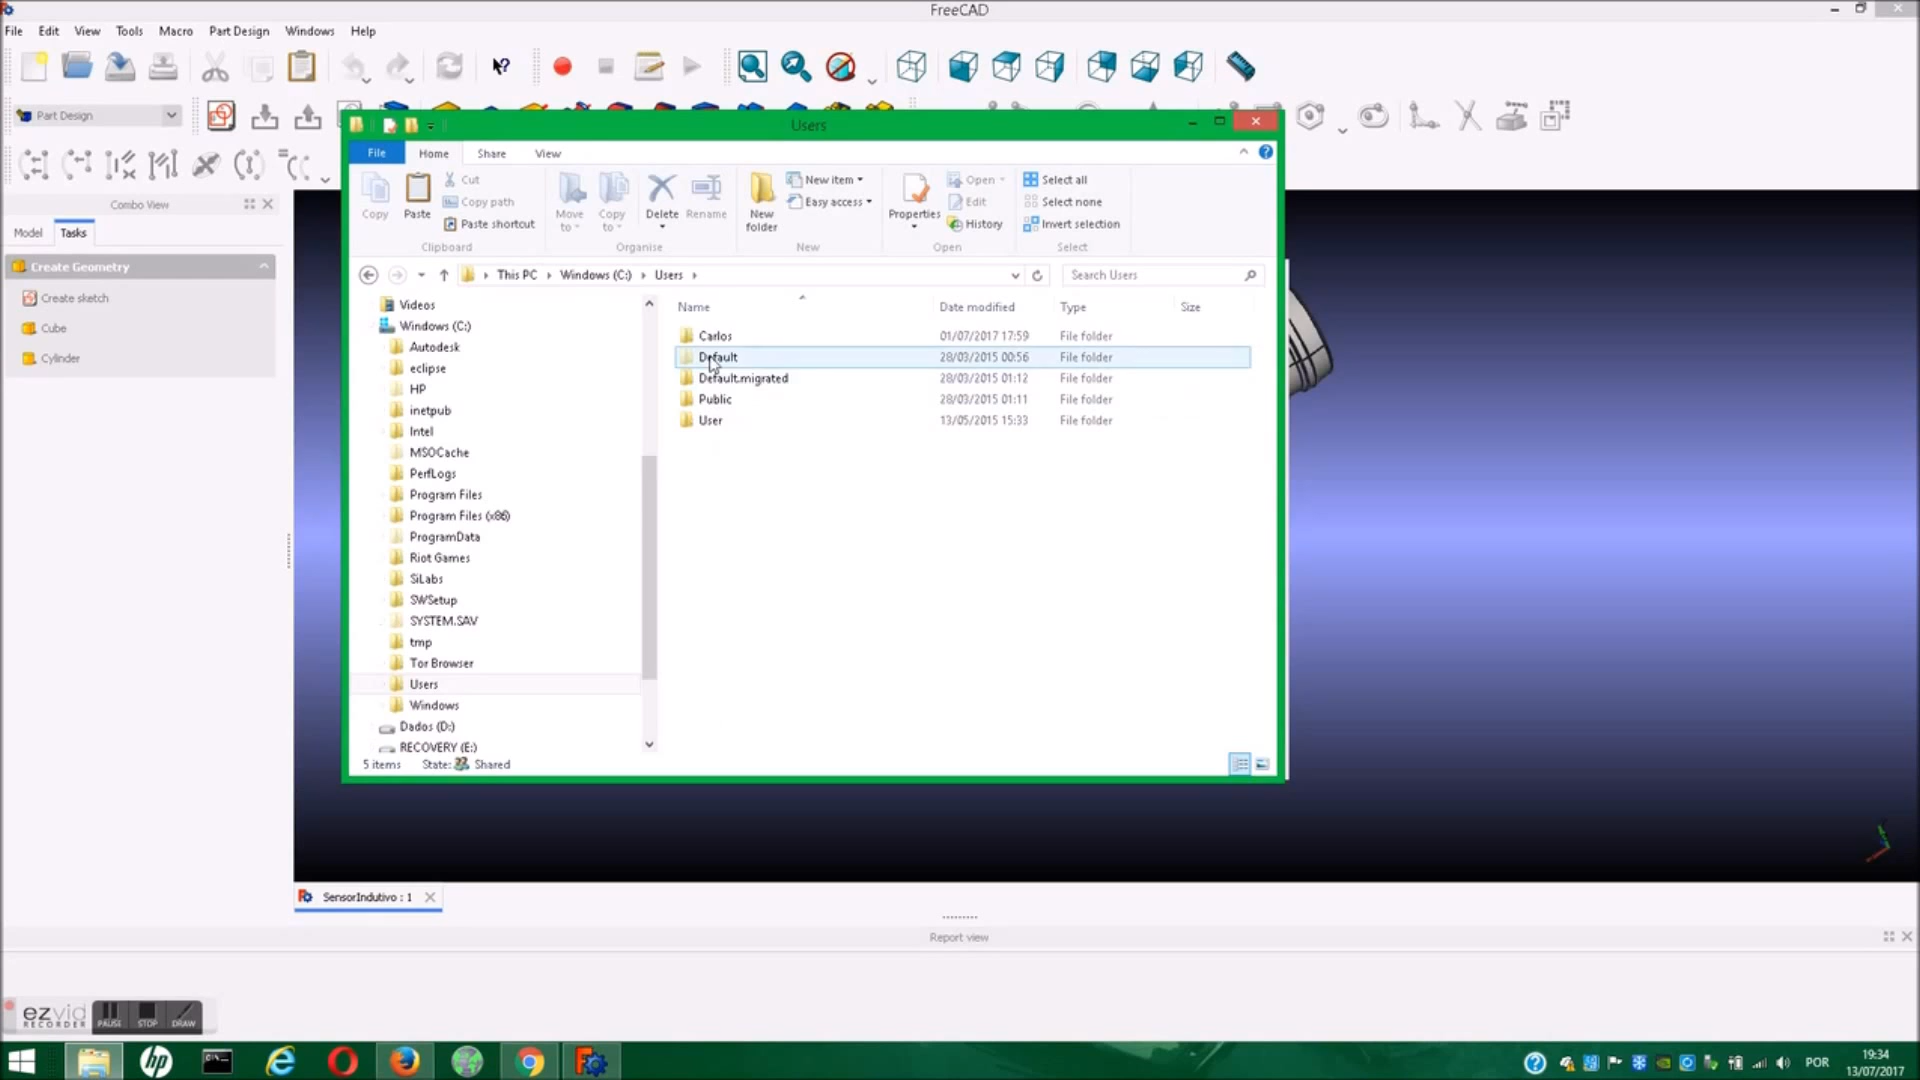 FreeCAD
File Edit View Tools Macro Part Design Windows Help
Part Design
Users
File Home Share View
Copy
Paste
Cut
Copy path
Paste shortcut
Clipboard
Move to
Copy to
Delete
Rename
Organise
New folder
New item
Easy access
New
Properties
Open
Edit
History
Open
Select all
Select none
Invert selection
Select
This PC Windows (C:) Users
Search Users
Combo View
Model Tasks
Create Geometry
Create sketch
Cube
Cylinder
Videos
Windows (C:)
Autodesk
eclipse
HP
inetpub
Intel
MSOCache
PerfLogs
Program Files
Program Files (x86)
ProgramData
Riot Games
SiLabs
SWSetup
SYSTEM.SAV
tmp
Tor Browser
Users
Windows
Dados (D:)
RECOVERY (E:)
Name Date modified Type Size
Carlos 01/07/2017 17:59 File folder
Default 28/03/2015 00:56 File folder
Default.migrated 28/03/2015 01:12 File folder
Public 28/03/2015 01:11 File folder
User 13/05/2015 15:33 File folder
5 items State: Shared
SensorIndutivo : 1
Report view
ezvid
RECORDER
PAUSE STOP DRAW
hp
POR
19:34
13/07/2017